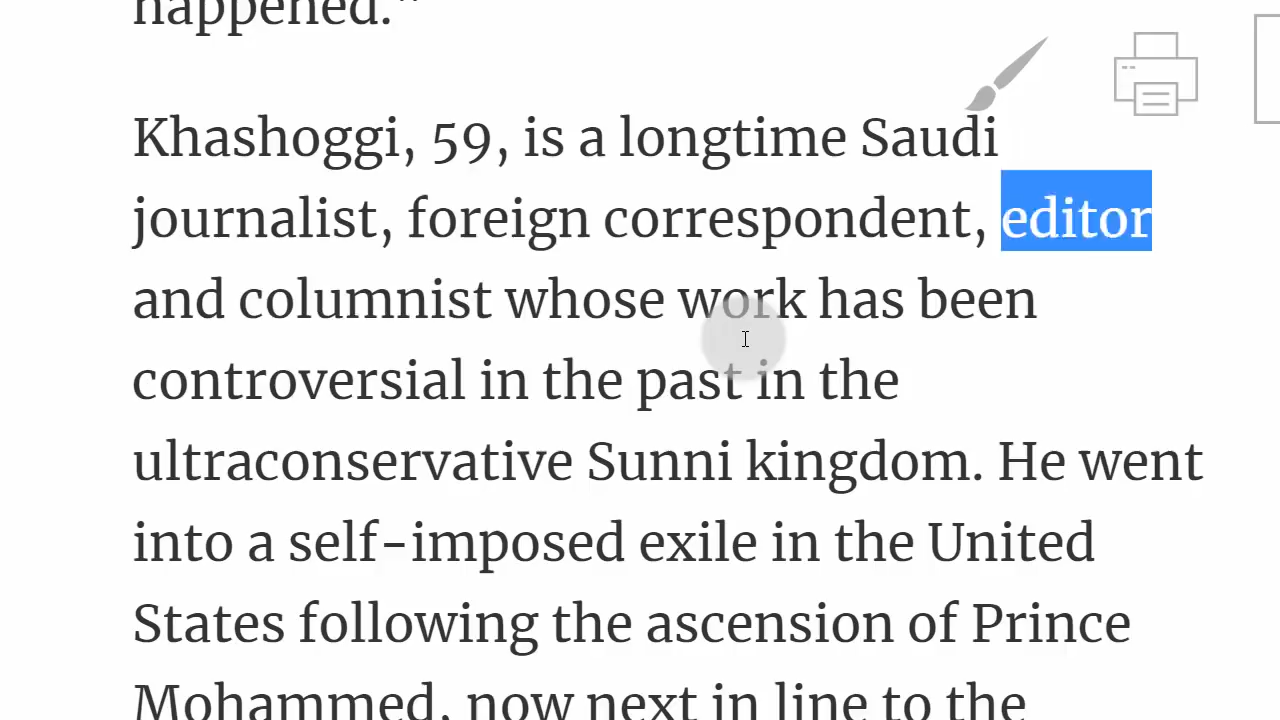 happened."
Khashoggi, 59, is a longtime Saudi
journalist, foreign correspondent, editor
and columnist whose work has been
controversial in the past in the
ultraconservative Sunni kingdom. He went
into a self-imposed exile in the United
States following the ascension of Prince
Mohammed, now next in line to the